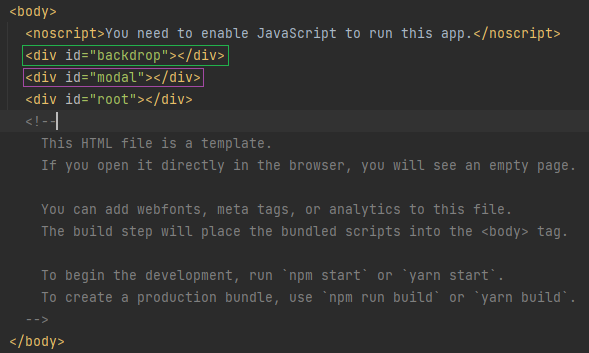 <body>
<noscript>You need to enable JavaScript to run this app.</noscript>
<div id="backdrop"></div>
<div id="modal"></div>
<div id="root"></div>
<!--
This HTML file is a template.
If you open it directly in the browser, you will see an empty page.
You can add webfonts, meta tags, or analytics to this file.
The build step will place the bundled scripts into the <body> tag.
To begin the development, run `npm start` or `yarn start`.
To create a production bundle, use `npm run build` or `yarn build`.
-->
</body>